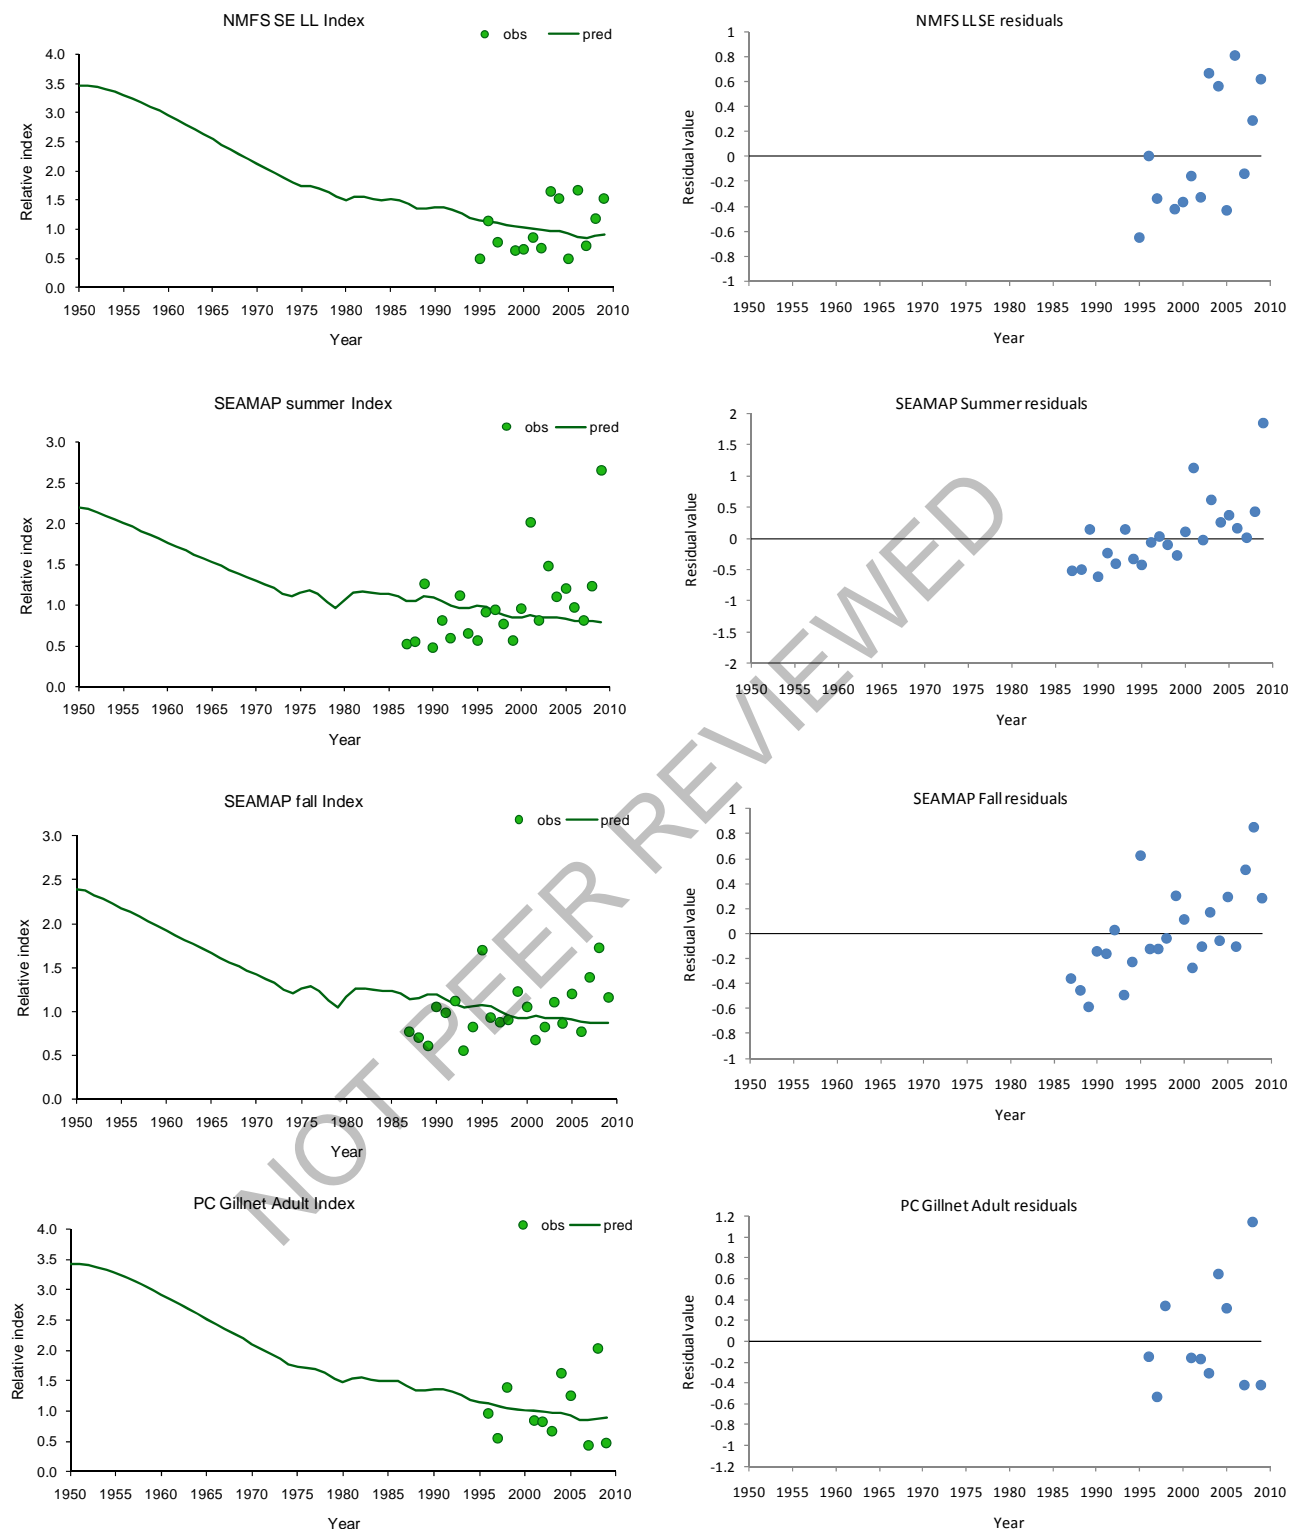 NMFS SE LL Index
obs pred
4.0
3.5
3.0
2.5
2.0
1.5
1.0
0.5
0.0
Relative index
1950 1955 1960 1965 1970 1975 1980 1985 1990 1995 2000 2005 2010
Year
NMFS LLSE residuals
1
0.8
0.6
0.4
0.2
0
-0.2
-0.4
-0.6
-0.8
-1
Residual value
1950 1955 1960 1965 1970 1975 1980 1985 1990 1995 2000 2005 2010
Year
SEAMAP summer Index
obs pred
3.0
2.5
2.0
1.5
1.0
0.5
0.0
Relative index
1950 1955 1960 1965 1970 1975 1980 1985 1990 1995 2000 2005 2010
Year
SEAMAP Summer residuals
2
1.5
1
0.5
0
-0.5
-1
-1.5
-2
Residual value
1950 1955 1960 1965 1970 1975 1980 1985 1990 1995 2000 2005 2010
Year
SEAMAP fall Index
obs pred
3.0
2.5
2.0
1.5
1.0
0.5
0.0
Relative index
1950 1955 1960 1965 1970 1975 1980 1985 1990 1995 2000 2005 2010
Year
SEAMAP Fall residuals
1
0.8
0.6
0.4
0.2
0
-0.2
-0.4
-0.6
-0.8
-1
Residual value
1950 1955 1960 1965 1970 1975 1980 1985 1990 1995 2000 2005 2010
Year
PC Gillnet Adult Index
obs pred
4.0
3.5
3.0
2.5
2.0
1.5
1.0
0.5
0.0
Relative index
1950 1955 1960 1965 1970 1975 1980 1985 1990 1995 2000 2005 2010
Year
PC Gillnet Adult residuals
1.2
1
0.8
0.6
0.4
0.2
0
-0.2
-0.4
-0.6
-0.8
-1
-1.2
Residual value
1950 1955 1960 1965 1970 1975 1980 1985 1990 1995 2000 2005 2010
Year
NOT PEER REVIEWED